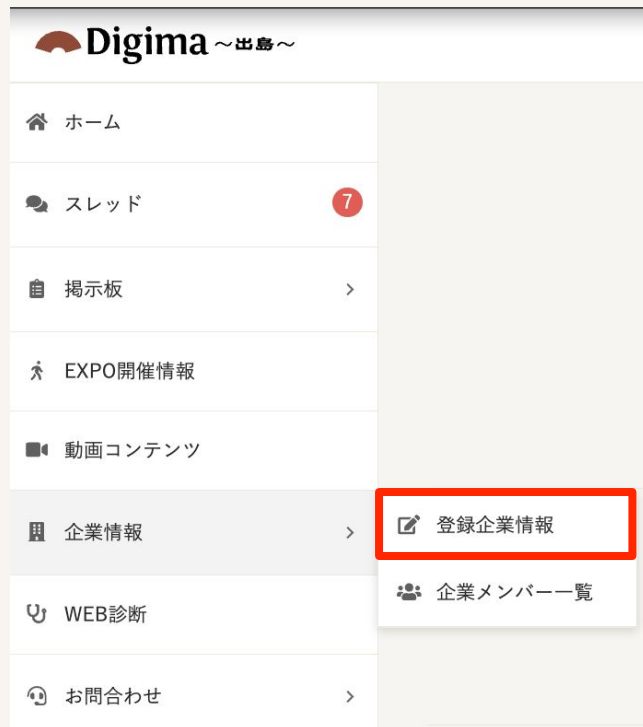 Digima～出島～
ホーム
スレッド
7
掲示板
EXPO開催情報
動画コンテンツ
企業情報
登録企業情報
企業メンバー一覧
WEB診断
お問合わせ